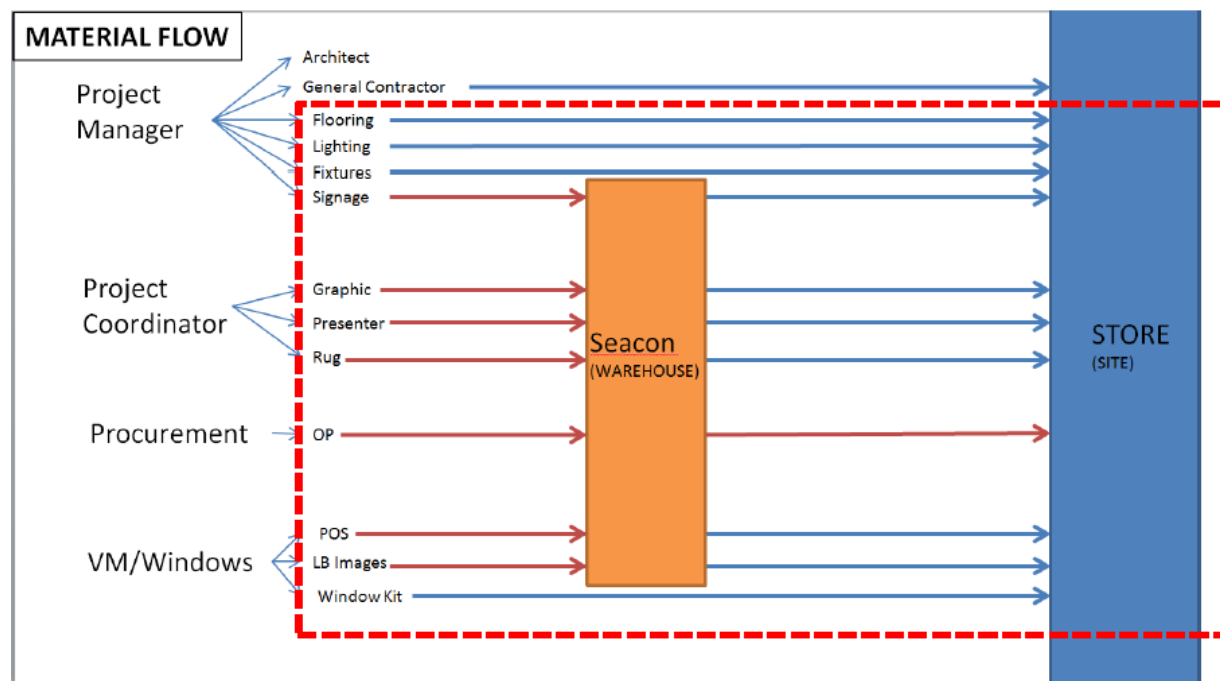 MATERIAL FLOW
Project
Manager
Architect
General Contractor
Flooring
Lighting
Fixtures
Signage
Project
Coordinator
Graphic
Presenter
Rug
Procurement
OP
VM/Windows
POS
LB Images
Window Kit
Seacon
(WAREHOUSE)
STORE
(SITE)